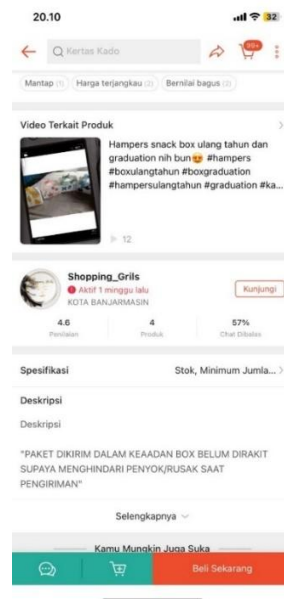 20.10
32
Kertas Kado
99+
Mantap (1) Harga terjangkau (2) Bernilai bagus (2)
Video Terkait Produk
Hampers snack box ulang tahun dan
graduation nih bun😍 #hampers
#boxulangtahun #boxgraduation
#hampersulangtahun #graduation #ka...
12
Shopping_Grils
Aktif 1 minggu lalu
KOTA BANJARMASIN
Kunjungi
4.6 4 57%
Penilaian Produk Chat Dibalas
Spesifikasi Stok, Minimum Jumla...
Deskripsi
Deskripsi
"PAKET DIKIRIM DALAM KEAADAN BOX BELUM DIRAKIT
SUPAYA MENGHINDARI PENYOK/RUSAK SAAT
PENGIRIMAN"
Selengkapnya
Kamu Mungkin Juga Suka
Beli Sekarang